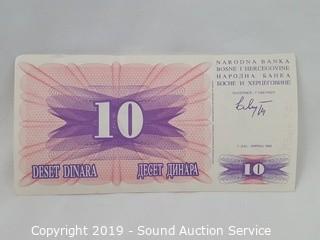 NARODNA BANKA
BOSNE I HERCEGOVINE
НАРОДНА БАНКА
БОСНЕ И ХЕРЦЕГОВИНЕ
10
DESET DINARA
ДЕСЕТ ДИНАРА
10
Copyright 2019 - Sound Auction Service